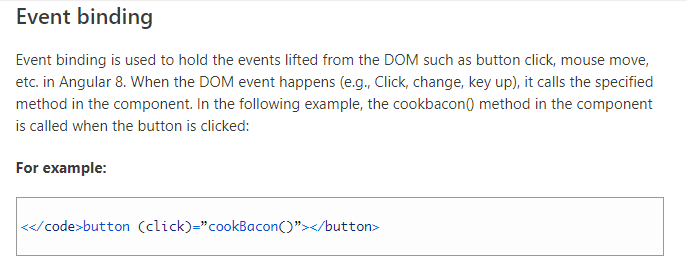 Event binding
Event binding is used to hold the events lifted from the DOM such as button click, mouse move,
etc. in Angular 8. When the DOM event happens (e.g., Click, change, key up), it calls the specified
method in the component. In the following example, the cookbacon() method in the component
is called when the button is clicked:
For example:
<</code>button (click)=”cookBacon()”></button>